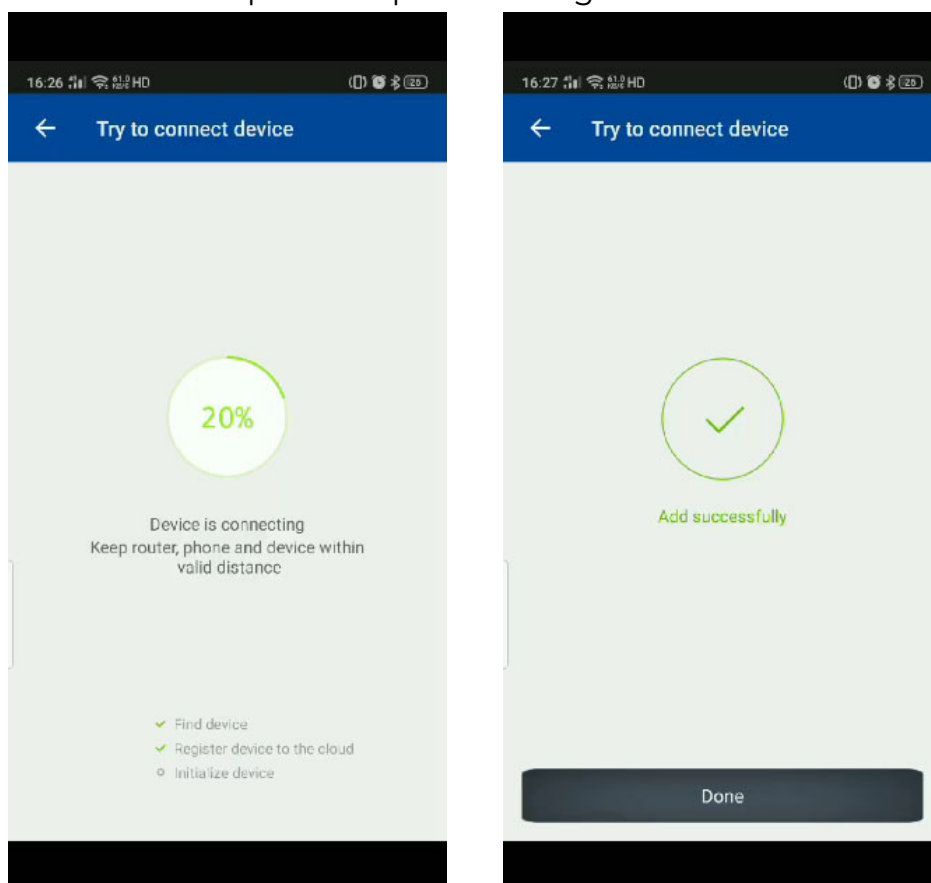 16:26 HD 26
Try to connect device
20%
Device is connecting
Keep router, phone and device within
valid distance
Find device
Register device to the cloud
Initialize device
16:27 HD 26
Try to connect device
Add successfully
Done